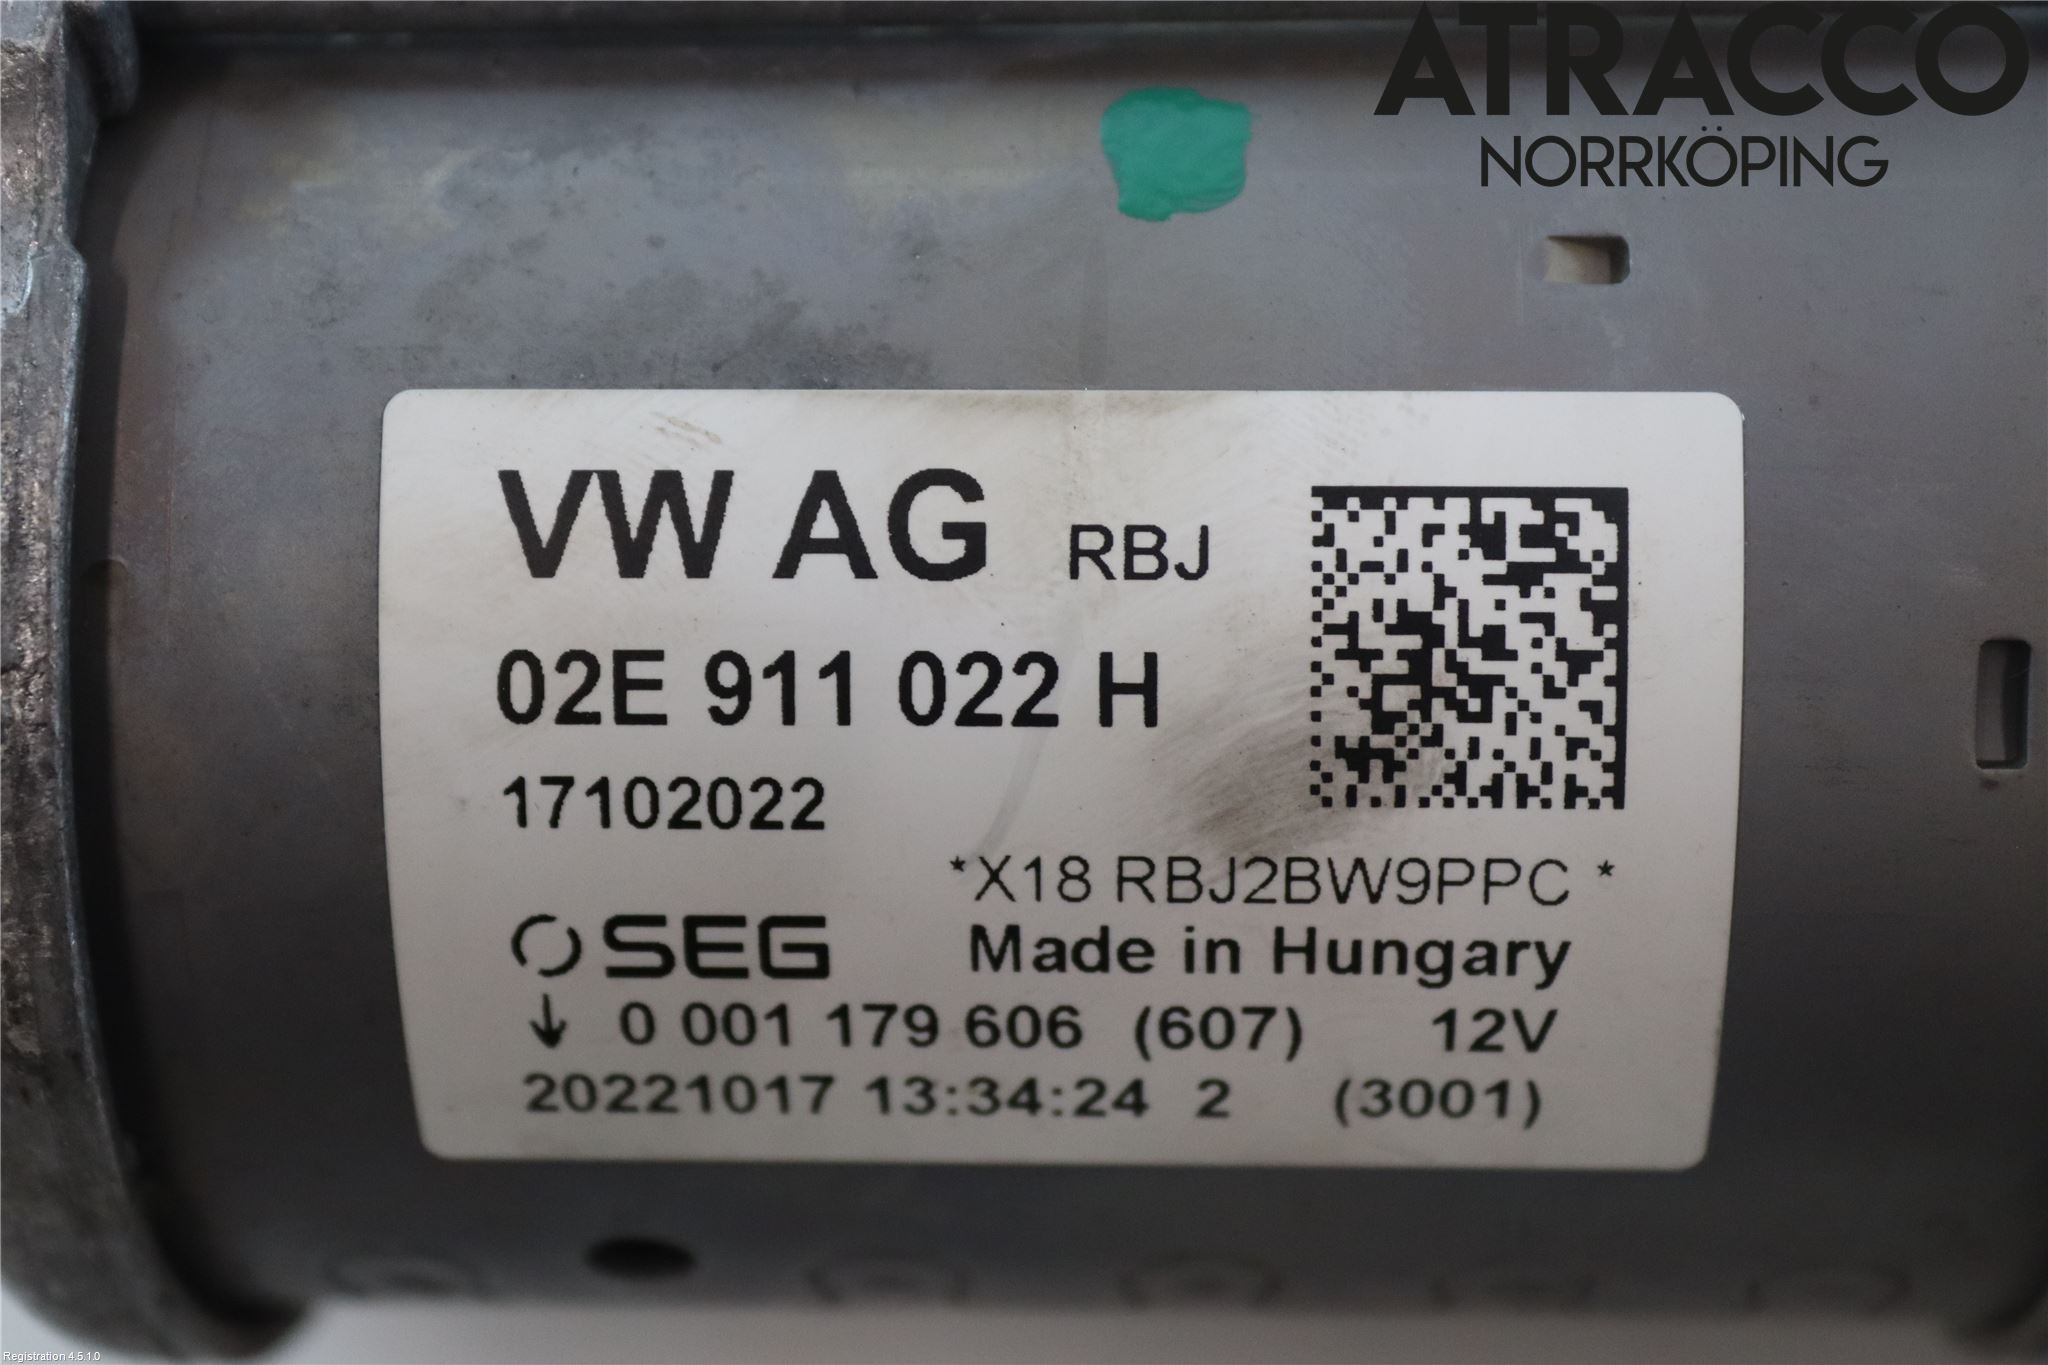 ATRACCO
NORRKÖPING
VW AG RBJ
02E 911 022 H
17102022
*X18 RBJ2BW9PPC *
SEG Made in Hungary
↓ 0 001 179 606 (607) 12V
20221017 13:34:24 2 (3001)
Registration 4.5.1.0